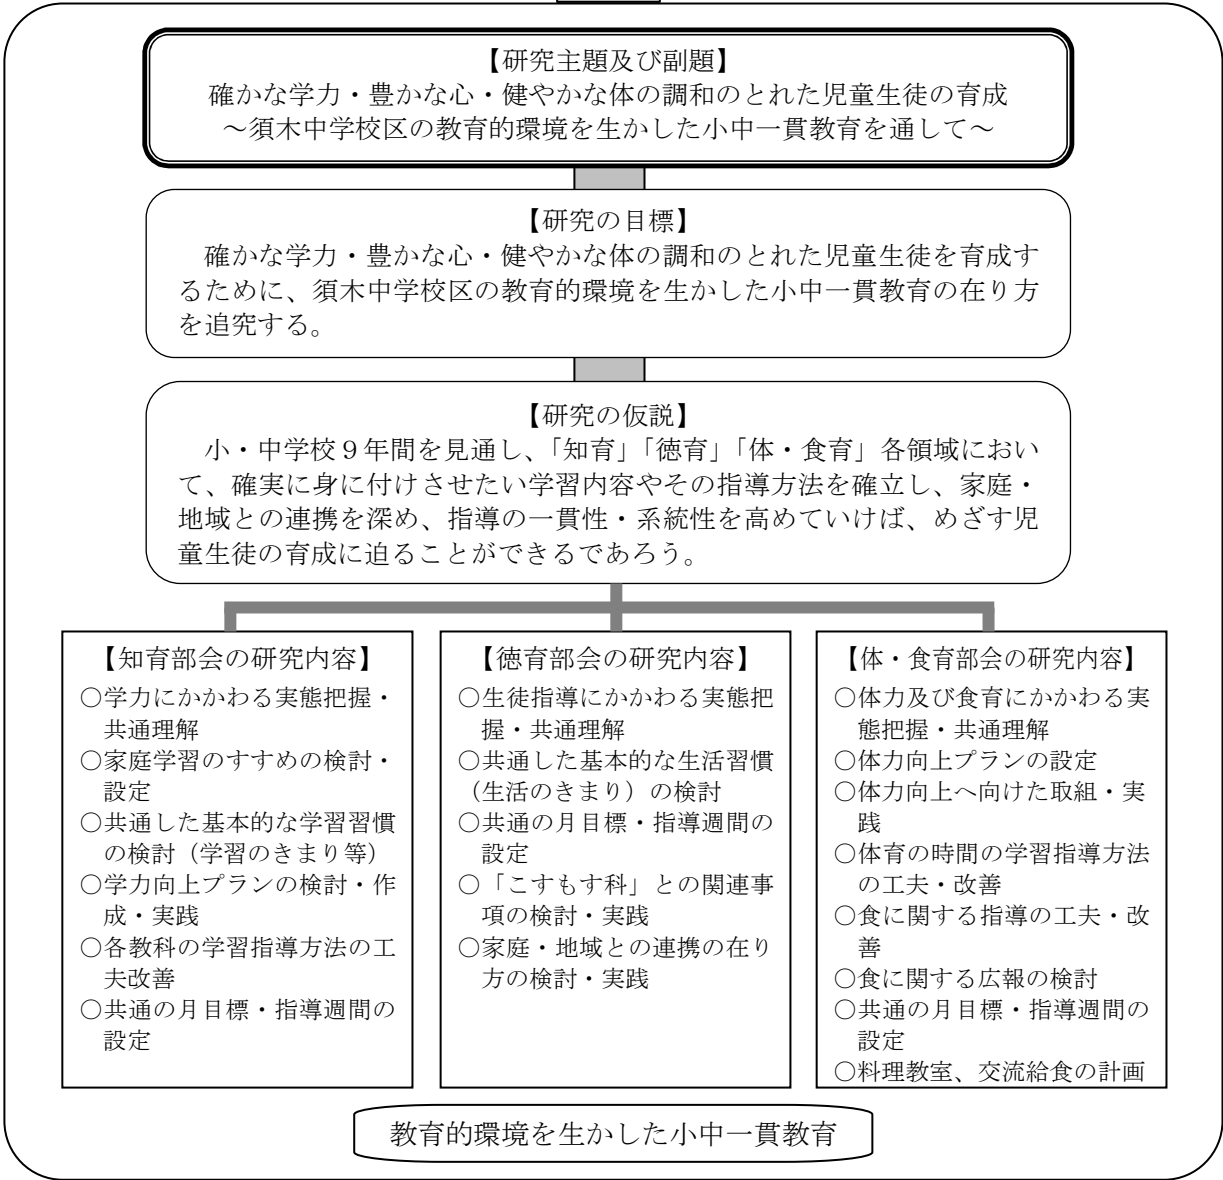 【研究主題及び副題】
確かな学力・豊かな心・健やかな体の調和のとれた児童生徒の育成
～須木中学校区の教育的環境を生かした小中一貫教育を通して～
【研究の目標】
確かな学力・豊かな心・健やかな体の調和のとれた児童生徒を育成す
るために、須木中学校区の教育的環境を生かした小中一貫教育の在り方
を追究する。
【研究の仮説】
小・中学校９年間を見通し、「知育」「徳育」「体・食育」各領域におい
て、確実に身に付けさせたい学習内容やその指導方法を確立し、家庭・
地域との連携を深め、指導の一貫性・系統性を高めていけば、めざす児
童生徒の育成に迫ることができるであろう。
【知育部会の研究内容】
○学力にかかわる実態把握・
共通理解
○家庭学習のすすめの検討・
設定
○共通した基本的な学習習慣
の検討（学習のきまり等）
○学力向上プランの検討・作
成・実践
○各教科の学習指導方法の工
夫改善
○共通の月目標・指導週間の
設定
【徳育部会の研究内容】
○生徒指導にかかわる実態把
握・共通理解
○共通した基本的な生活習慣
（生活のきまり）の検討
○共通の月目標・指導週間の
設定
○「こすもす科」との関連事
項の検討・実践
○家庭・地域との連携の在り
方の検討・実践
【体・食育部会の研究内容】
○体力及び食育にかかわる実
態把握・共通理解
○体力向上プランの設定
○体力向上へ向けた取組・実
践
○体育の時間の学習指導方法
の工夫・改善
○食に関する指導の工夫・改
善
○食に関する広報の検討
○共通の月目標・指導週間の
設定
○料理教室、交流給食の計画
教育的環境を生かした小中一貫教育